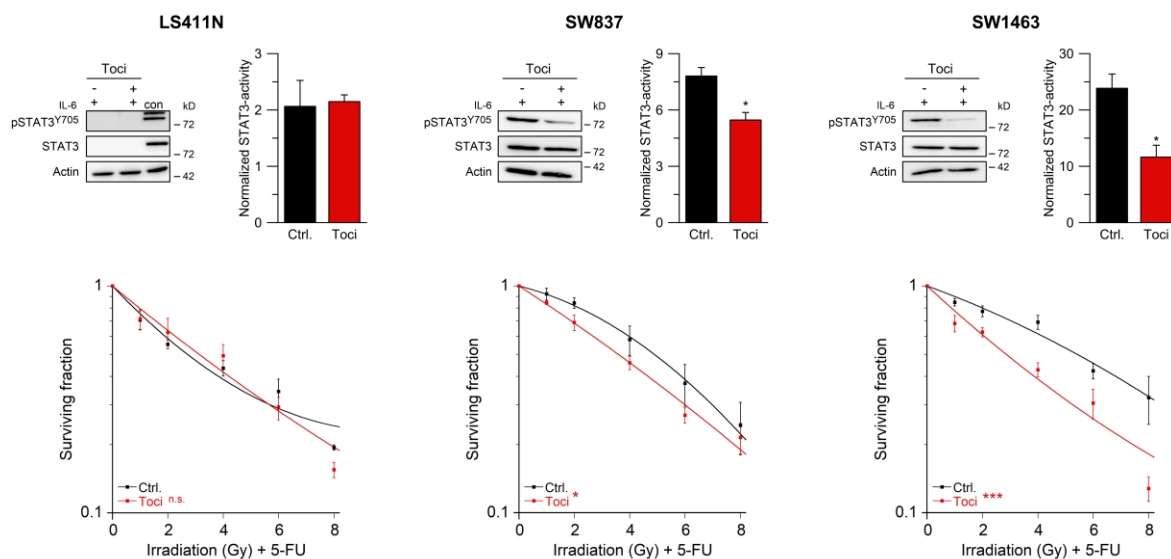 LS411N
Toci
- +
IL-6 + + con kD
pSTAT3Y705
72
STAT3
72
Actin
42
Normalized STAT3-activity
3
2
1
0
Ctrl. Toci
SW837
Toci
- +
IL-6 + + kD
pSTAT3Y705
72
STAT3
72
Actin
42
Normalized STAT3-activity
9
6
3
0
*
Ctrl. Toci
SW1463
Toci
- +
IL-6 + + kD
pSTAT3Y705
72
STAT3
72
Actin
42
Normalized STAT3-activity
30
20
10
0
*
Ctrl. Toci
Surviving fraction
1
0.1
Ctrl.
Toci n.s.
0 2 4 6 8
Irradiation (Gy) + 5-FU
Surviving fraction
1
0.1
Ctrl.
Toci *
0 2 4 6 8
Irradiation (Gy) + 5-FU
Surviving fraction
1
0.1
Ctrl.
Toci ***
0 2 4 6 8
Irradiation (Gy) + 5-FU